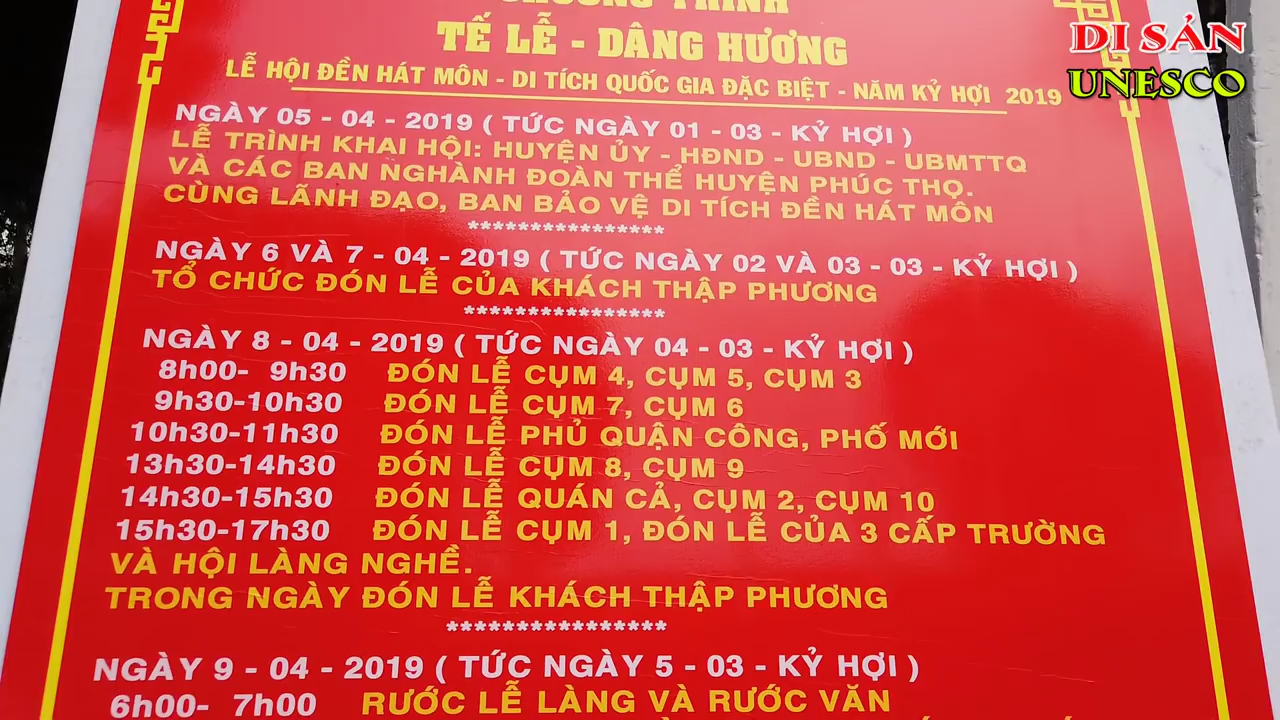 CHƯƠNG TRÌNH
TẾ LỄ - DÂNG HƯƠNG
LỄ HỘI ĐỀN HÁT MÔN - DI TÍCH QUỐC GIA ĐẶC BIỆT - NĂM KỶ HỢI 2019
DI SẢN
UNESCO
NGÀY 05 - 04 - 2019 ( TỨC NGÀY 01 - 03 - KỶ HỢI )
LỄ TRÌNH KHAI HỘI: HUYỆN ỦY - HĐND - UBND - UBMTTQ
VÀ CÁC BAN NGHÀNH ĐOÀN THỂ HUYỆN PHÚC THỌ.
CÙNG LÃNH ĐẠO, BAN BẢO VỆ DI TÍCH ĐỀN HÁT MÔN
****************
NGÀY 6 VÀ 7 - 04 - 2019 ( TỨC NGÀY 02 VÀ 03 - 03 - KỶ HỢI )
TỔ CHỨC ĐÓN LỄ CỦA KHÁCH THẬP PHƯƠNG
****************
NGÀY 8 - 04 - 2019 ( TỨC NGÀY 04 - 03 - KỶ HỢI )
8h00- 9h30 ĐÓN LỄ CỤM 4, CỤM 5, CỤM 3
9h30-10h30 ĐÓN LỄ CỤM 7, CỤM 6
10h30-11h30 ĐÓN LỄ PHỦ QUẬN CÔNG, PHỐ MỚI
13h30-14h30 ĐÓN LỄ CỤM 8, CỤM 9
14h30-15h30 ĐÓN LỄ QUÁN CẢ, CỤM 2, CỤM 10
15h30-17h30 ĐÓN LỄ CỤM 1, ĐÓN LỄ CỦA 3 CẤP TRƯỜNG
VÀ HỘI LÀNG NGHỀ.
TRONG NGÀY ĐÓN LỄ KHÁCH THẬP PHƯƠNG
****************
NGÀY 9 - 04 - 2019 ( TỨC NGÀY 5 - 03 - KỶ HỢI )
6h00- 7h00 RƯỚC LỄ LÀNG VÀ RƯỚC VĂN